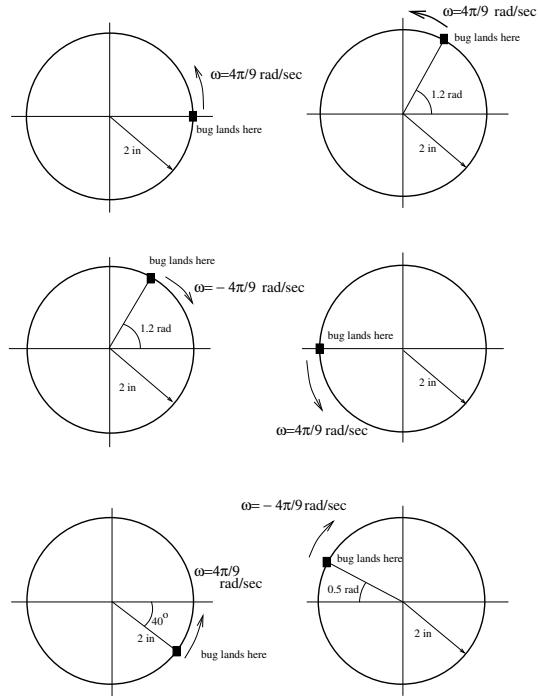 ω=4π/9 rad/sec
bug lands here
2 in
ω=4π/9 rad/sec
bug lands here
1.2 rad
2 in
bug lands here
ω= − 4π/9 rad/sec
1.2 rad
2 in
bug lands here
2 in
ω=4π/9 rad/sec
ω=4π/9
rad/sec
40°
2 in
bug lands here
ω= − 4π/9 rad/sec
bug lands here
0.5 rad
2 in